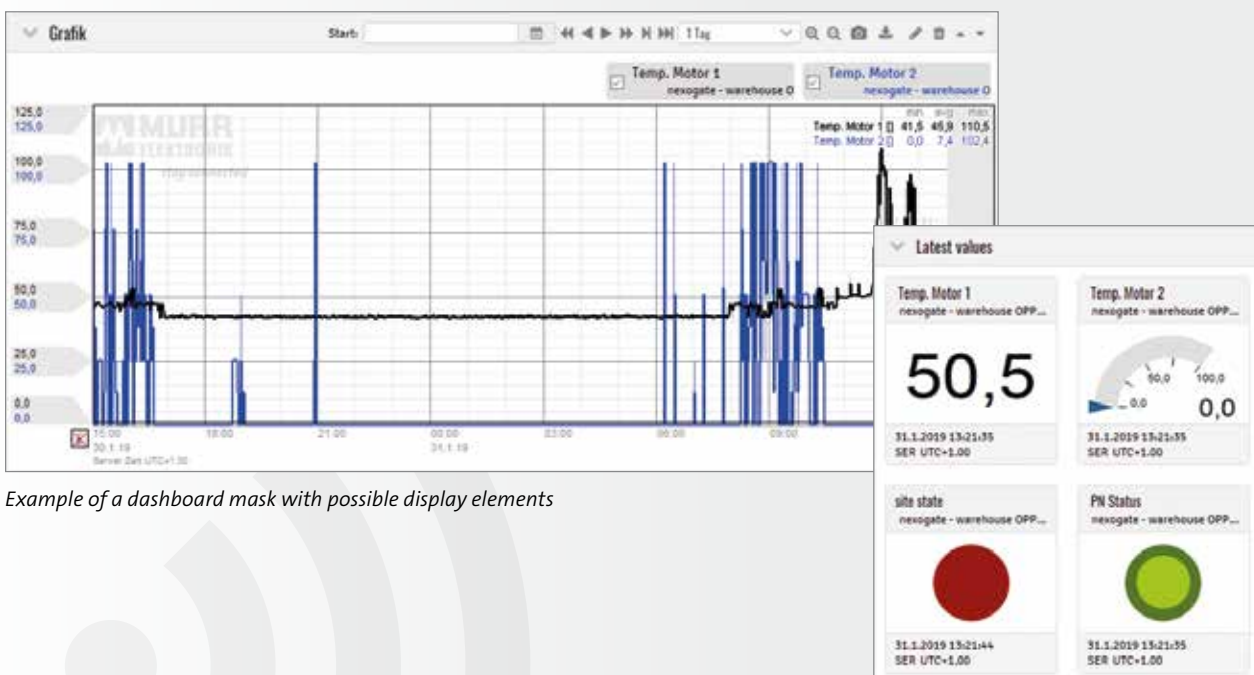 Grafik
Start:
1 Tag
Temp. Motor 1
nexogate - warehouse O
Temp. Motor 2
nexogate - warehouse O
min avg max
Temp. Motor 1 [] 41,5 45,9 110,5
Temp. Motor 2 [] 0,0 7,4 102,4
MURR
ELEKTRONIK
stay connected
125,0
125,0
100,0
100,0
75,0
75,0
50,0
50,0
25,0
25,0
0,0
0,0
15:00 18:00 21:00 00:00 03:00 06:00 09:00
30.1.19 31.1.19
Server Zeit UTC+1.00
Latest values
Temp. Motor 1
nexogate - warehouse OPP...
50,5
31.1.2019 13:21:35
SER UTC+1.00
Temp. Motor 2
nexogate - warehouse OPP...
50,0 100,0
0,0
0,0
31.1.2019 13:21:35
SER UTC+1.00
site state
nexogate - warehouse OPP...
31.1.2019 13:21:44
SER UTC+1.00
PN Status
nexogate - warehouse OPP...
31.1.2019 13:21:35
SER UTC+1.00
Example of a dashboard mask with possible display elements